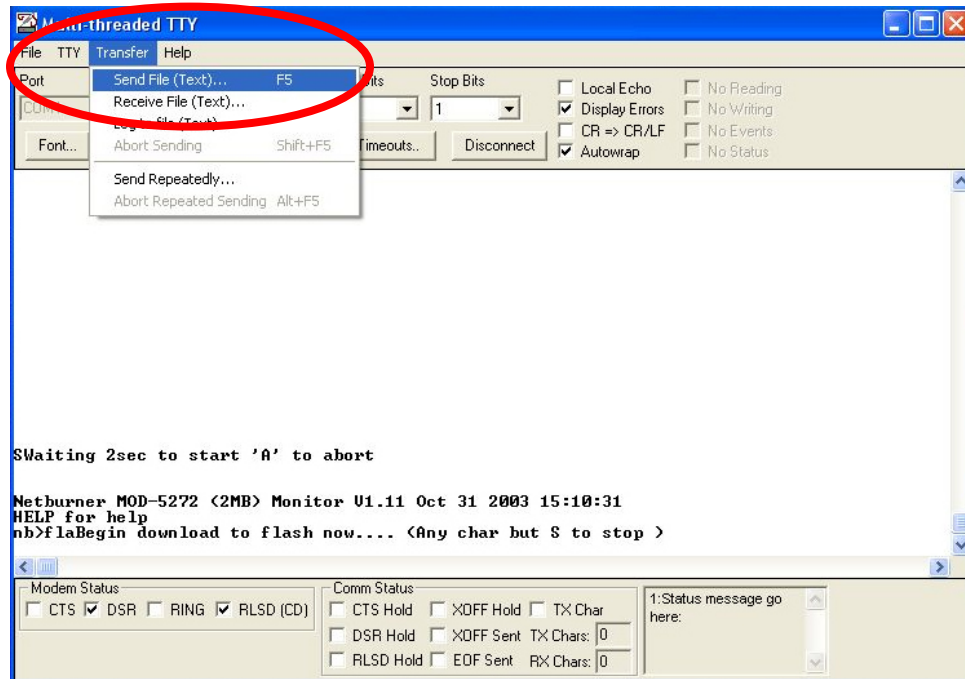 Multi-threaded TTY
File TTY Transfer Help
Port Bits Stop Bits
Send File (Text)... F5
Receive File (Text)...
Log to file (Text)...
Abort Sending Shift+F5
Send Repeatedly...
Abort Repeated Sending Alt+F5
COM1 1
Font... Timeouts.. Disconnect
Local Echo No Reading
Display Errors No Writing
CR => CR/LF No Events
Autowrap No Status
SWaiting 2sec to start 'A' to abort
Netburner MOD-5272 (2MB) Monitor V1.11 Oct 31 2003 15:10:31
HELP for help
nb>flaBegin download to flash now.... (Any char but S to stop )
Modem Status
CTS DSR RING RLSD (CD)
Comm Status
CTS Hold XOFF Hold TX Char
DSR Hold XOFF Sent TX Chars: 0
RLSD Hold EOF Sent RX Chars: 0
1:Status message go
here: